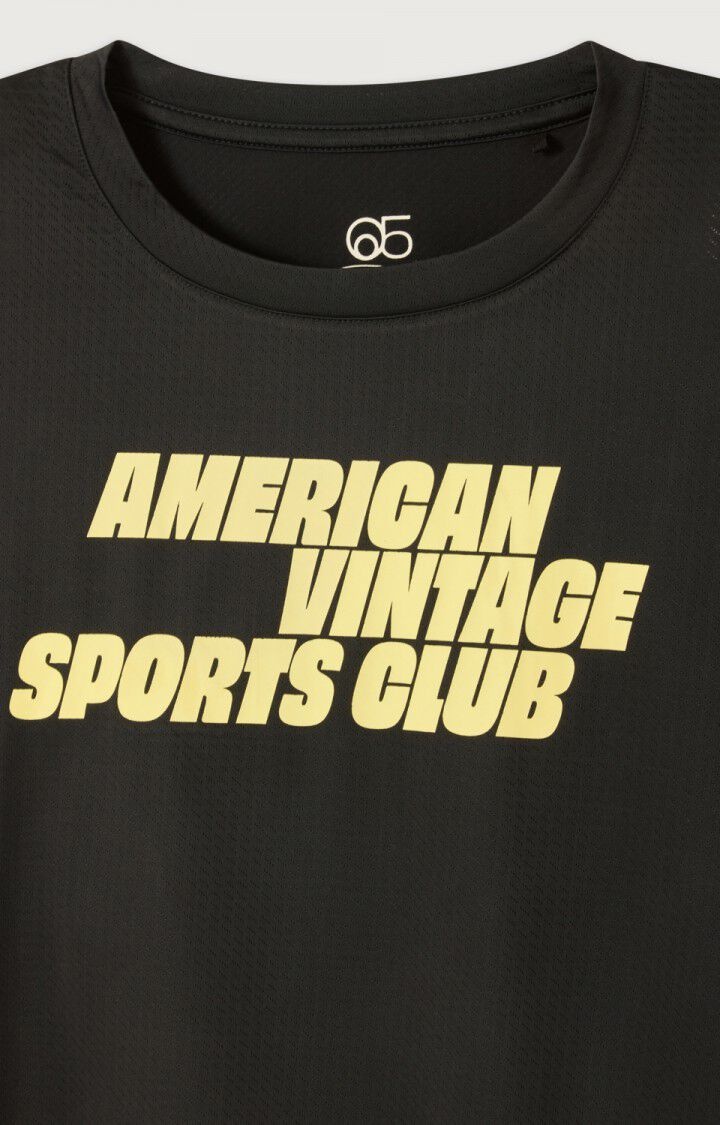 65
AMERICAN
VINTAGE
SPORTS CLUB